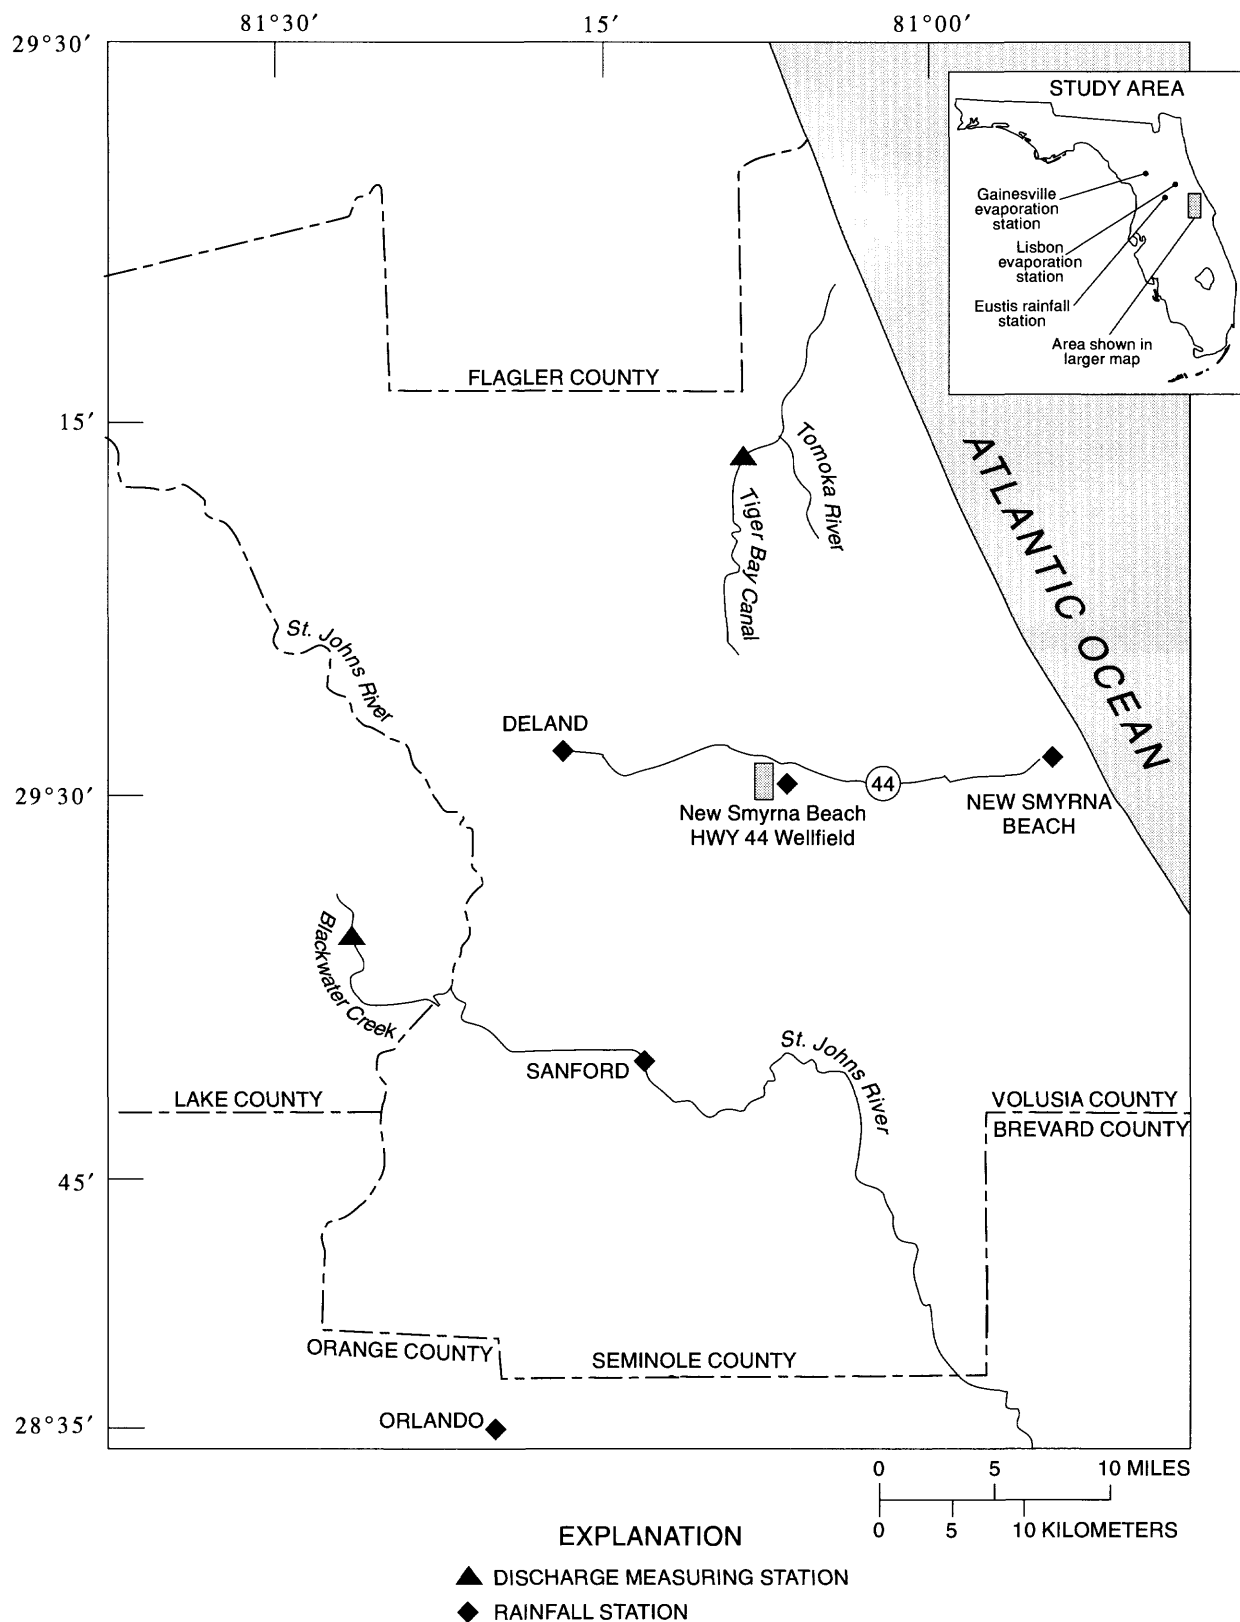 81°30′
15′
81°00′
29°30′
STUDY AREA
Gainesville
evaporation
station
Lisbon
evaporation
station
Eustis rainfall
station
Area shown in
larger map
FLAGLER COUNTY
15′
Tomoka River
Tiger Bay Canal
ATLANTIC OCEAN
St. Johns River
DELAND
44
29°30′
New Smyrna Beach
HWY 44 Wellfield
NEW SMYRNA
BEACH
Blackwater Creek
St. Johns River
SANFORD
LAKE COUNTY
VOLUSIA COUNTY
BREVARD COUNTY
45′
ORANGE COUNTY
SEMINOLE COUNTY
28°35′
ORLANDO
0 5 10 MILES
0 5 10 KILOMETERS
EXPLANATION
DISCHARGE MEASURING STATION
RAINFALL STATION